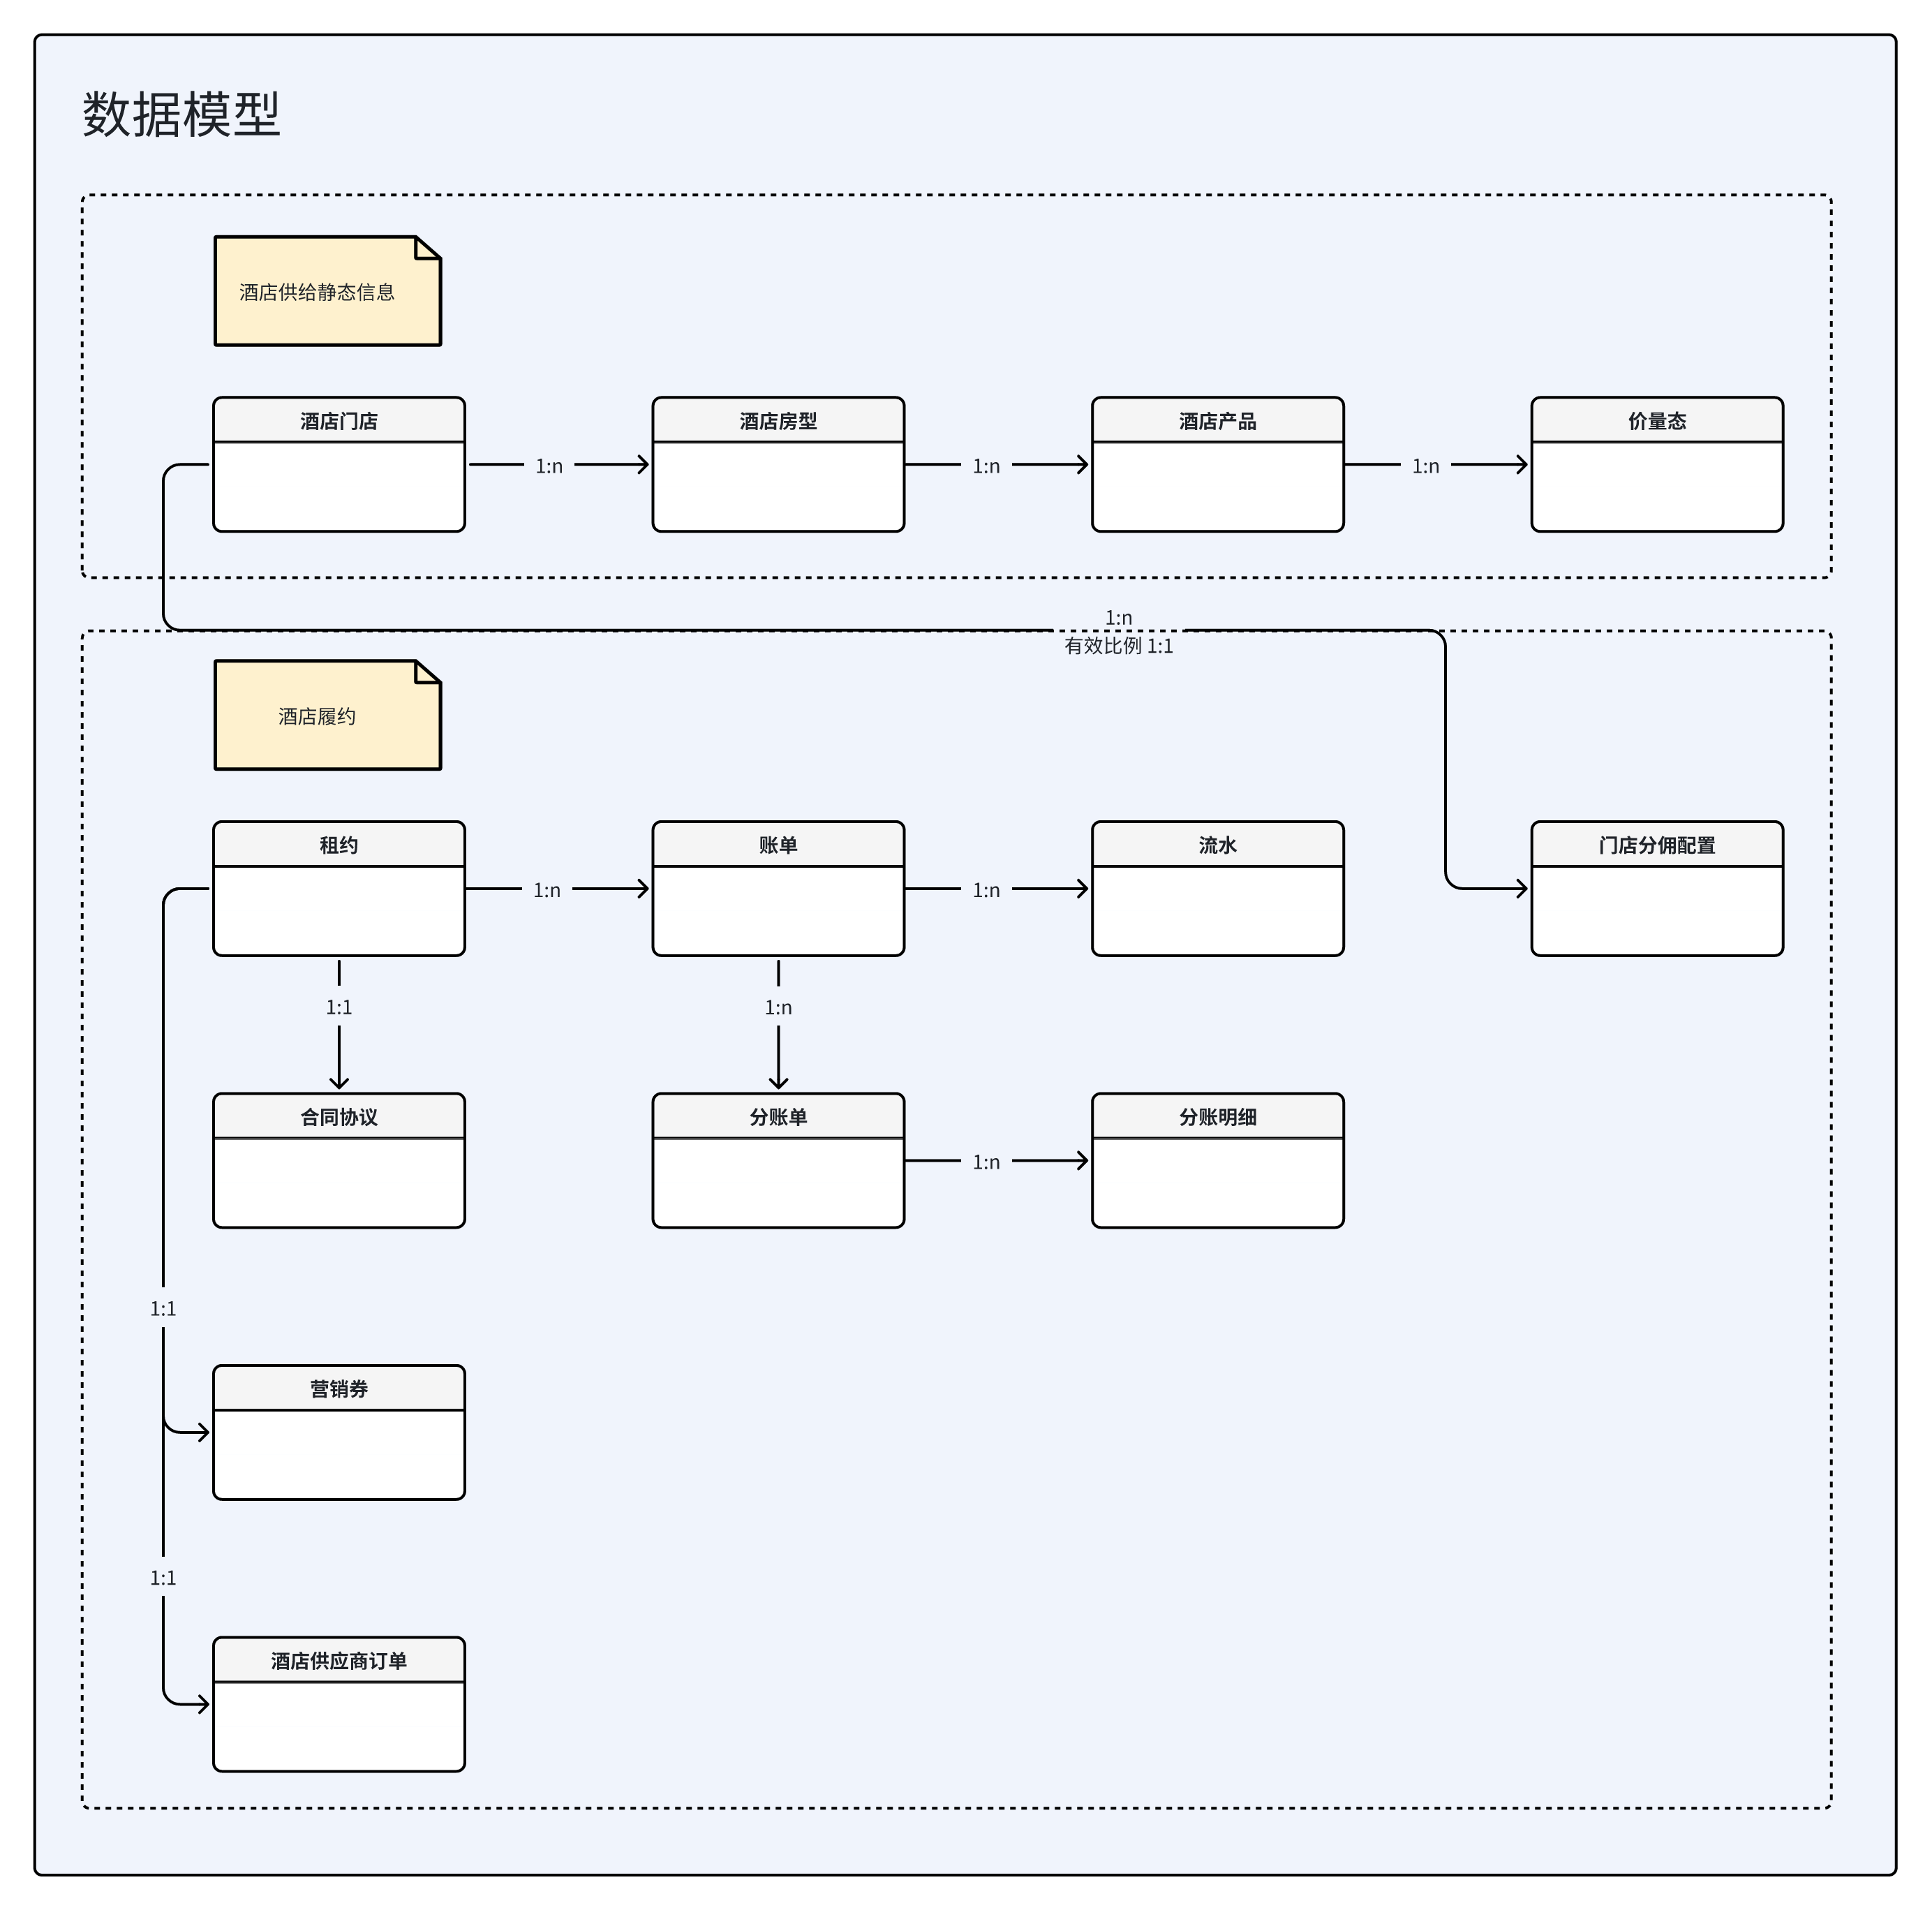 数据模型
酒店供给静态信息
酒店门店
酒店房型
酒店产品
价量态
1:n
1:n
1:n
1:n
有效比例 1:1
酒店履约
租约
账单
流水
门店分佣配置
1:n
1:n
1:1
1:n
合同协议
分账单
分账明细
1:n
1:1
营销券
1:1
酒店供应商订单